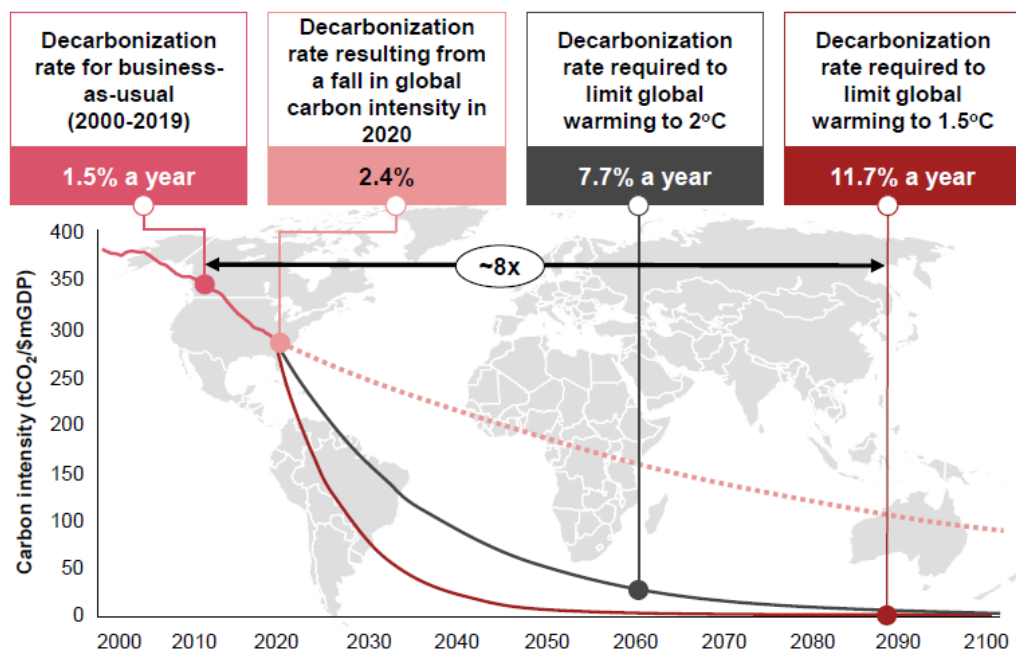 Decarbonization
rate for business-
as-usual
(2000-2019)
1.5% a year
Decarbonization
rate resulting from
a fall in global
carbon intensity in
2020
2.4%
Decarbonization
rate required to
limit global
warming to 2°C
7.7% a year
Decarbonization
rate required to
limit global
warming to 1.5°C
11.7% a year
~8x
Carbon intensity (tCO₂/$mGDP)
400
350
300
250
200
150
100
50
0
2000 2010 2020 2030 2040 2050 2060 2070 2080 2090 2100